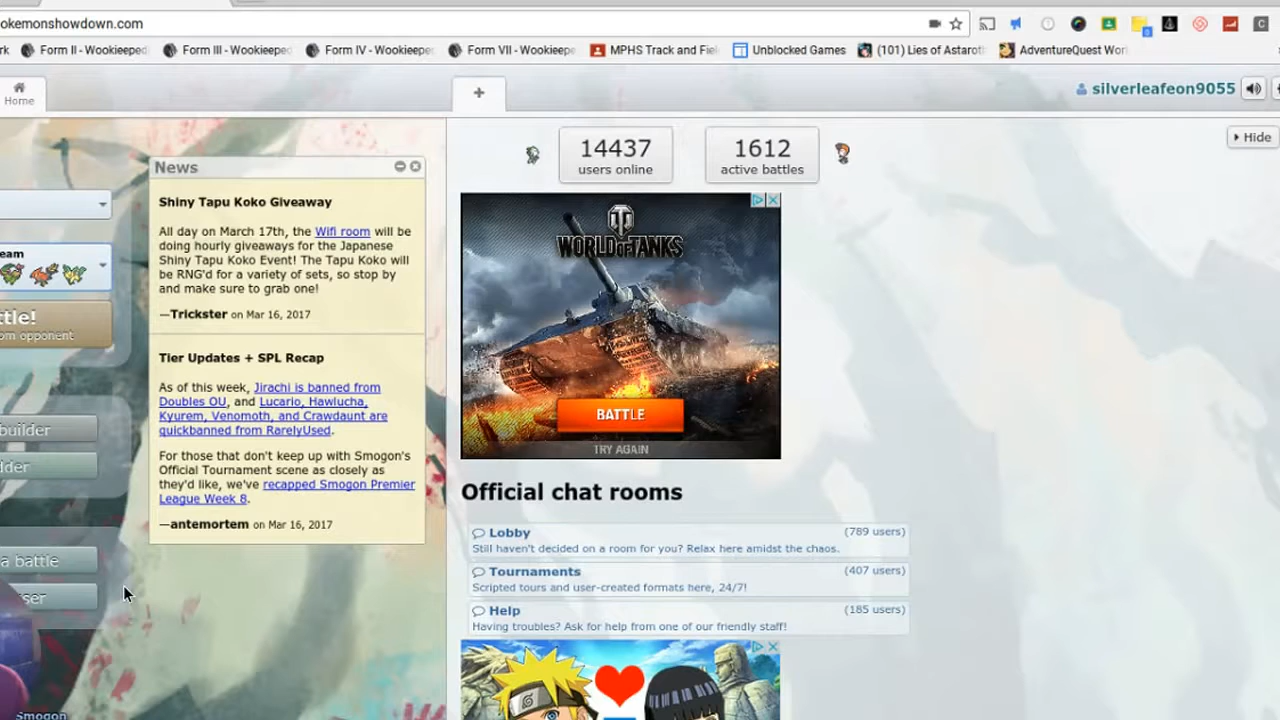 okemonshowdown.com
rk Form II - Wookieeped Form III - Wookieepe Form IV - Wookieepe Form VII - Wookieepe MPHS Track and Fiel Unblocked Games (101) Lies of Astaroth AdventureQuest Wor
Home
+
silverleafeon9055
Hide
14437
users online
1612
active battles
News
Shiny Tapu Koko Giveaway
All day on March 17th, the Wifi room will be
doing hourly giveaways for the Japanese
Shiny Tapu Koko Event! The Tapu Koko will
be RNG'd for a variety of sets, so stop by
and make sure to grab one!
—Trickster on Mar 16, 2017
Tier Updates + SPL Recap
As of this week, Jirachi is banned from
Doubles OU, and Lucario, Hawlucha,
Kyurem, Venomoth, and Crawdaunt are
quickbanned from RarelyUsed.
For those that don't keep up with Smogon's
Official Tournament scene as closely as
they'd like, we've recapped Smogon Premier
League Week 8.
—antemortem on Mar 16, 2017
eam
ttle!
om opponent
builder
dder
a battle
ser
Smogon
WORLD OF TANKS
BATTLE
TRY AGAIN
Official chat rooms
Lobby (789 users)
Still haven't decided on a room for you? Relax here amidst the chaos.
Tournaments (407 users)
Scripted tours and user-created formats here, 24/7!
Help (185 users)
Having troubles? Ask for help from one of our friendly staff!